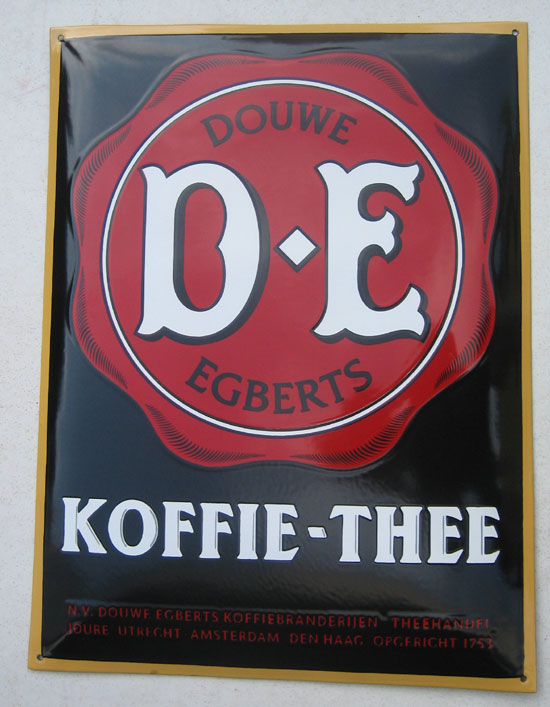 DOUWE
D·E
EGBERTS
KOFFIE-THEE
N.V. DOUWE EGBERTS KOFFIEBRANDERIJEN THEEHANDEL
JOURE UTRECHT AMSTERDAM DEN HAAG OPGERICHT 1753